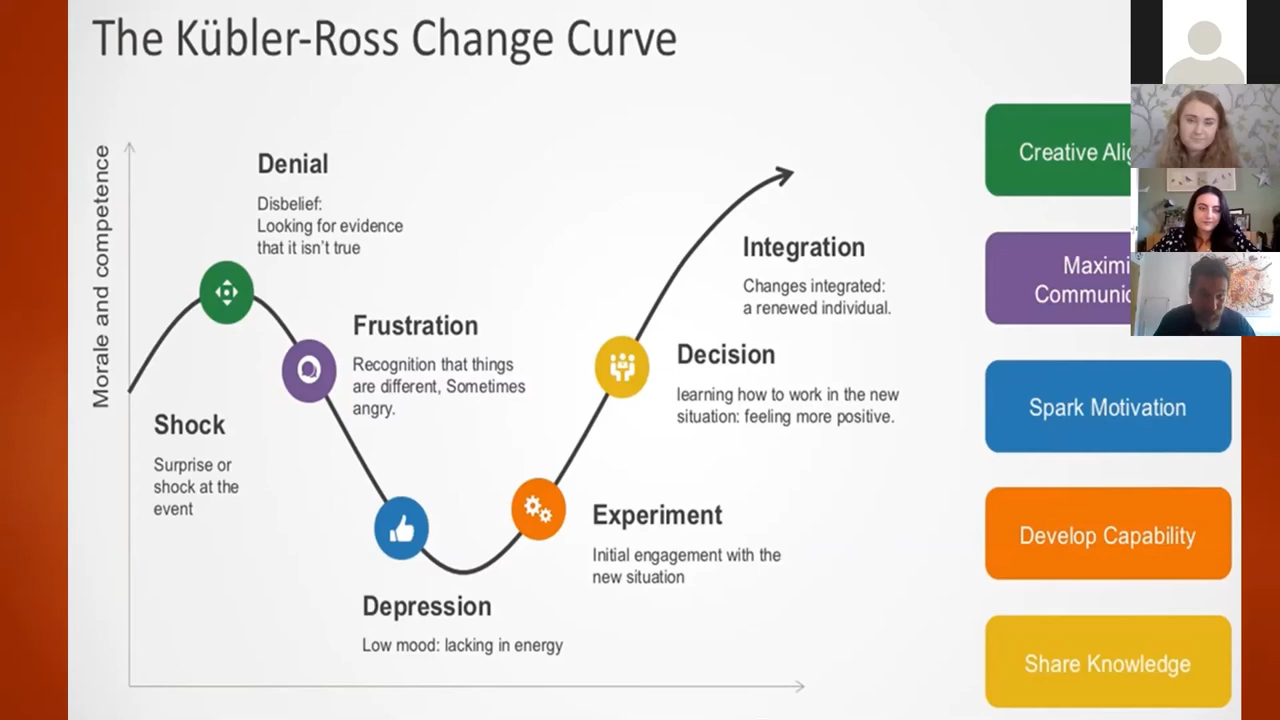 The Kübler-Ross Change Curve
Morale and competence
Denial
Disbelief:
Looking for evidence
that it isn't true
Frustration
Recognition that things
are different, Sometimes
angry.
Shock
Surprise or
shock at the
event
Depression
Low mood: lacking in energy
Experiment
Initial engagement with the
new situation
Decision
learning how to work in the new
situation: feeling more positive.
Integration
Changes integrated:
a renewed individual.
Creative
Spark Motivation
Develop Capability
Share Knowledge